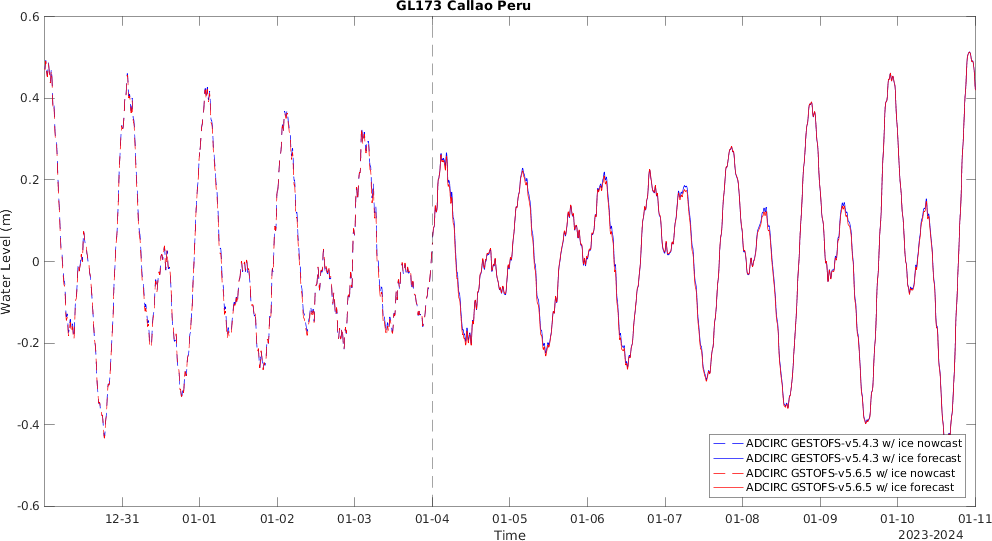 GL173 Callao Peru
0.6
0.4
0.2
0
-0.2
-0.4
-0.6
Water Level (m)
12-31 01-01 01-02 01-03 01-04 01-05 01-06 01-07 01-08 01-09 01-10 01-11
Time
2023-2024
ADCIRC GESTOFS-v5.4.3 w/ ice nowcast
ADCIRC GESTOFS-v5.4.3 w/ ice forecast
ADCIRC GSTOFS-v5.6.5 w/ ice nowcast
ADCIRC GSTOFS-v5.6.5 w/ ice forecast